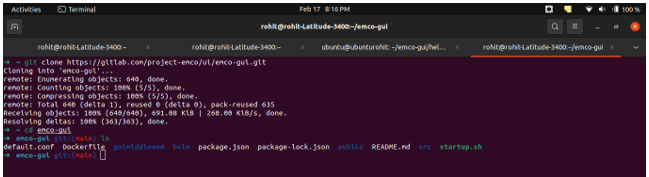 Activities Terminal Feb 17 8:16 PM 100 %
rohit@rohit-Latitude-3400:~/emco-gui
rohit@rohit-Latitude-3400:~ × rohit@rohit-Latitude-3400:~ × ubuntu@ubunturohit: ~/emco-gui/hel... × rohit@rohit-Latitude-3400:~/emco-gui ×
→ ~ git clone https://gitlab.com/project-emco/ui/emco-gui.git
Cloning into 'emco-gui'...
remote: Enumerating objects: 640, done.
remote: Counting objects: 100% (5/5), done.
remote: Compressing objects: 100% (5/5), done.
remote: Total 640 (delta 1), reused 0 (delta 0), pack-reused 635
Receiving objects: 100% (640/640), 691.08 KiB | 260.00 KiB/s, done.
Resolving deltas: 100% (363/363), done.
→ ~ cd emco-gui
→ emco-gui git:(main) ls
default.conf Dockerfile guimiddleend helm package.json package-lock.json public README.md src startup.sh
→ emco-gui git:(main)